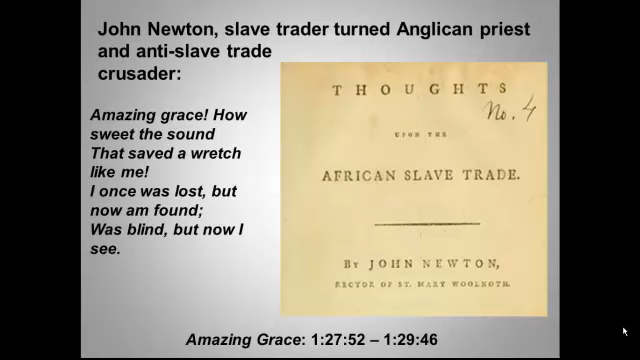 John Newton, slave trader turned Anglican priest
and anti-slave trade
crusader:
Amazing grace! How
sweet the sound
That saved a wretch
like me!
I once was lost, but
now am found;
Was blind, but now I
see.
THOUGHTS
No. 4
UPON THE
AFRICAN SLAVE TRADE.
BY JOHN NEWTON,
RECTOR OF ST. MARY WOOLNOTH.
Amazing Grace: 1:27:52 – 1:29:46